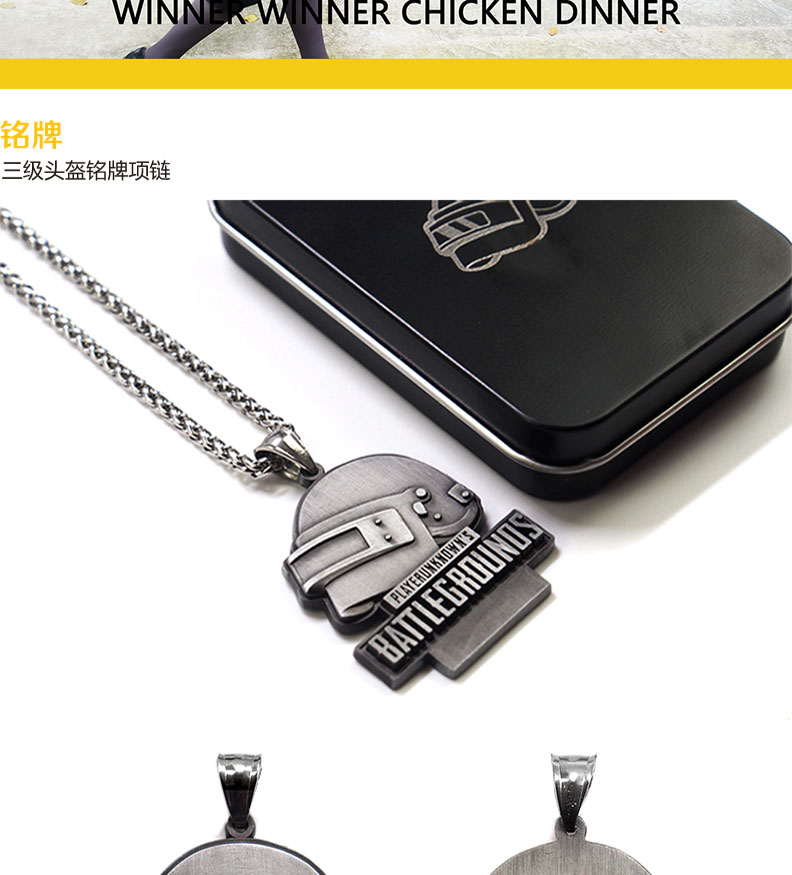 WINNER WINNER CHICKEN DINNER
铭牌
三级头盔铭牌项链
PLAYERUNKNOWN'S
BATTLEGROUNDS